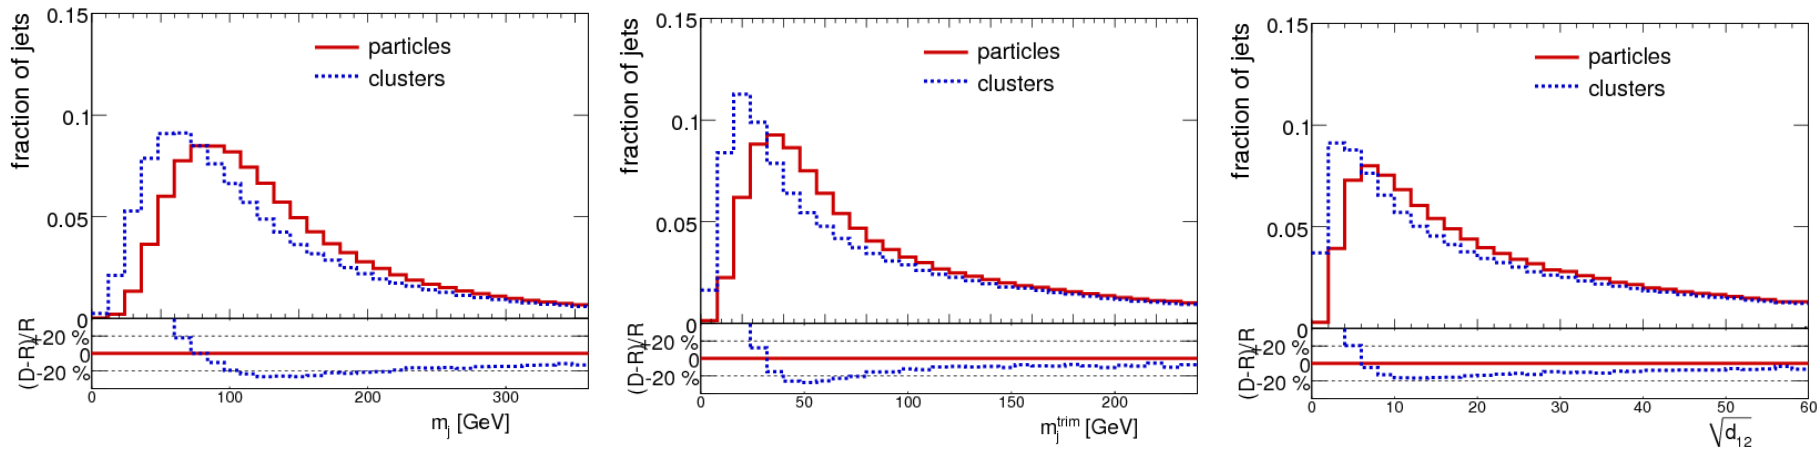 fraction of jets
0.15
0.1
0.05
0
particles
clusters
(D-R)/R
+20 %
0
-20 %
0 100 200 300
m_j [GeV]
fraction of jets
0.15
0.1
0.05
0
particles
clusters
(D-R)/R
+20 %
0
-20 %
0 50 100 150 200
m_j^trim [GeV]
fraction of jets
0.15
0.1
0.05
0
particles
clusters
(D-R)/R
+20 %
0
-20 %
0 10 20 30 40 50 60
√d_12